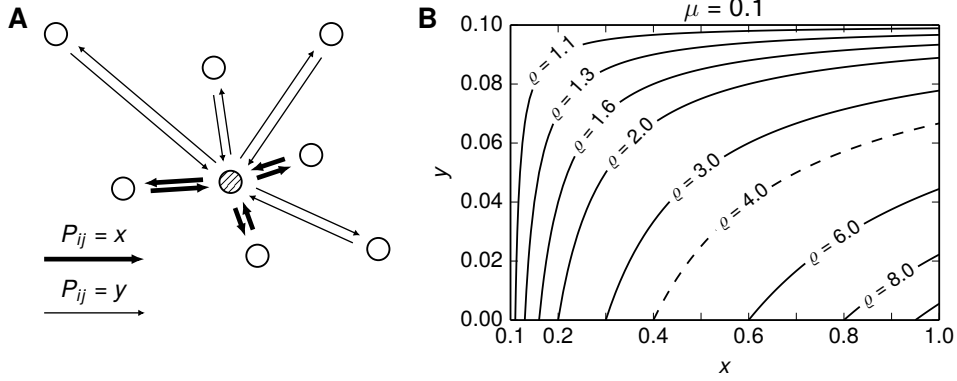 A
P_ij = x
P_ij = y
B
μ = 0.1
0.10
0.08
0.06
0.04
0.02
0.00
y
ϱ = 1.1
ϱ = 1.3
ϱ = 1.6
ϱ = 2.0
ϱ = 3.0
ϱ = 4.0
ϱ = 6.0
ϱ = 8.0
0.1 0.2 0.4 0.6 0.8 1.0
x